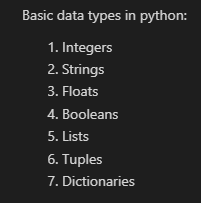 Basic data types in python:
1. Integers
2. Strings
3. Floats
4. Booleans
5. Lists
6. Tuples
7. Dictionaries